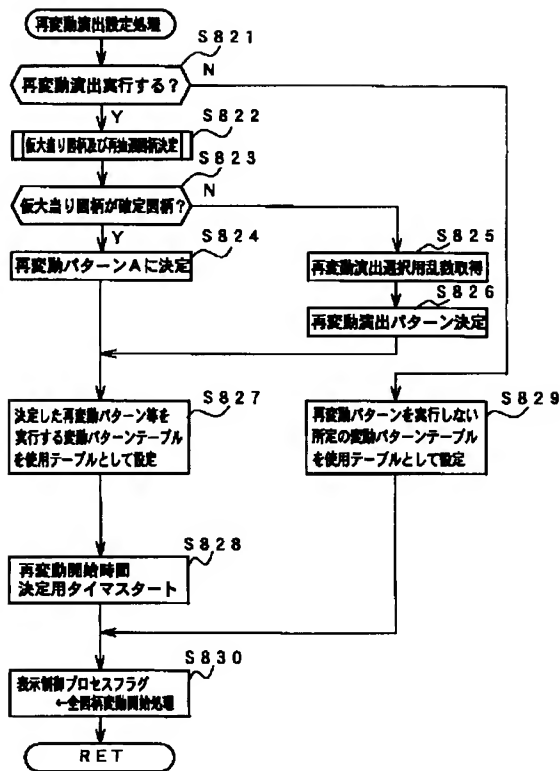 再変動演出設定処理
S821
再変動演出実行する?
N
Y
S822
仮大当り図柄及び再抽選図柄決定
S823
仮大当り図柄が確定図柄?
N
Y
S824
再変動パターンAに決定
S825
再変動演出選択用乱数取得
S826
再変動演出パターン決定
S827
決定した再変動パターン等を
実行する変動パターンテーブル
を使用テーブルとして設定
S829
再変動パターンを実行しない
所定の変動パターンテーブル
を使用テーブルとして設定
S828
再変動開始時間
決定用タイマスタート
S830
表示制御プロセスフラグ
←全図柄変動開始処理
RET